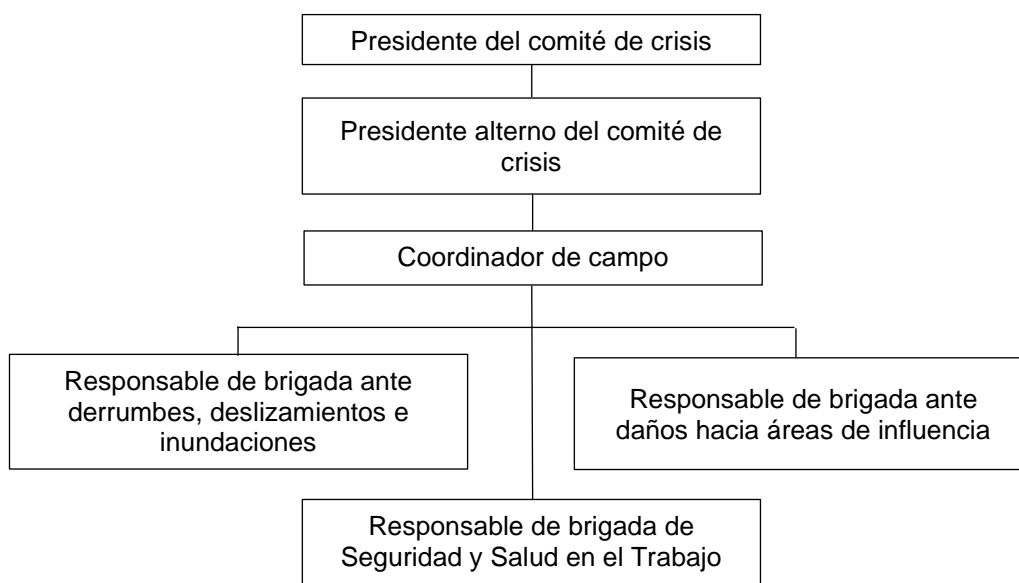 Presidente del comité de crisis
Presidente alterno del comité de
crisis
Coordinador de campo
Responsable de brigada ante
derrumbes, deslizamientos e
inundaciones
Responsable de brigada ante
daños hacia áreas de influencia
Responsable de brigada de
Seguridad y Salud en el Trabajo